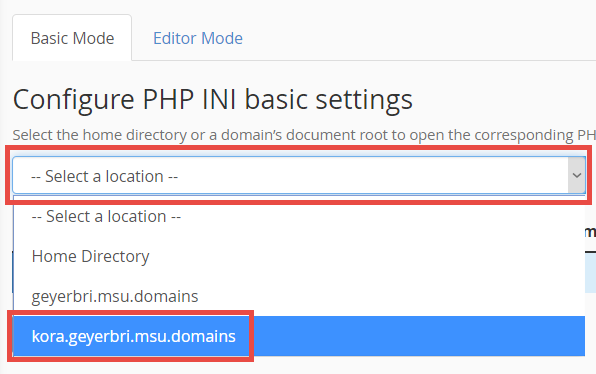 Basic Mode
Editor Mode
Configure PHP INI basic settings
Select the home directory or a domain’s document root to open the corresponding PH
-- Select a location --
-- Select a location --
Home Directory
geyerbri.msu.domains
kora.geyerbri.msu.domains